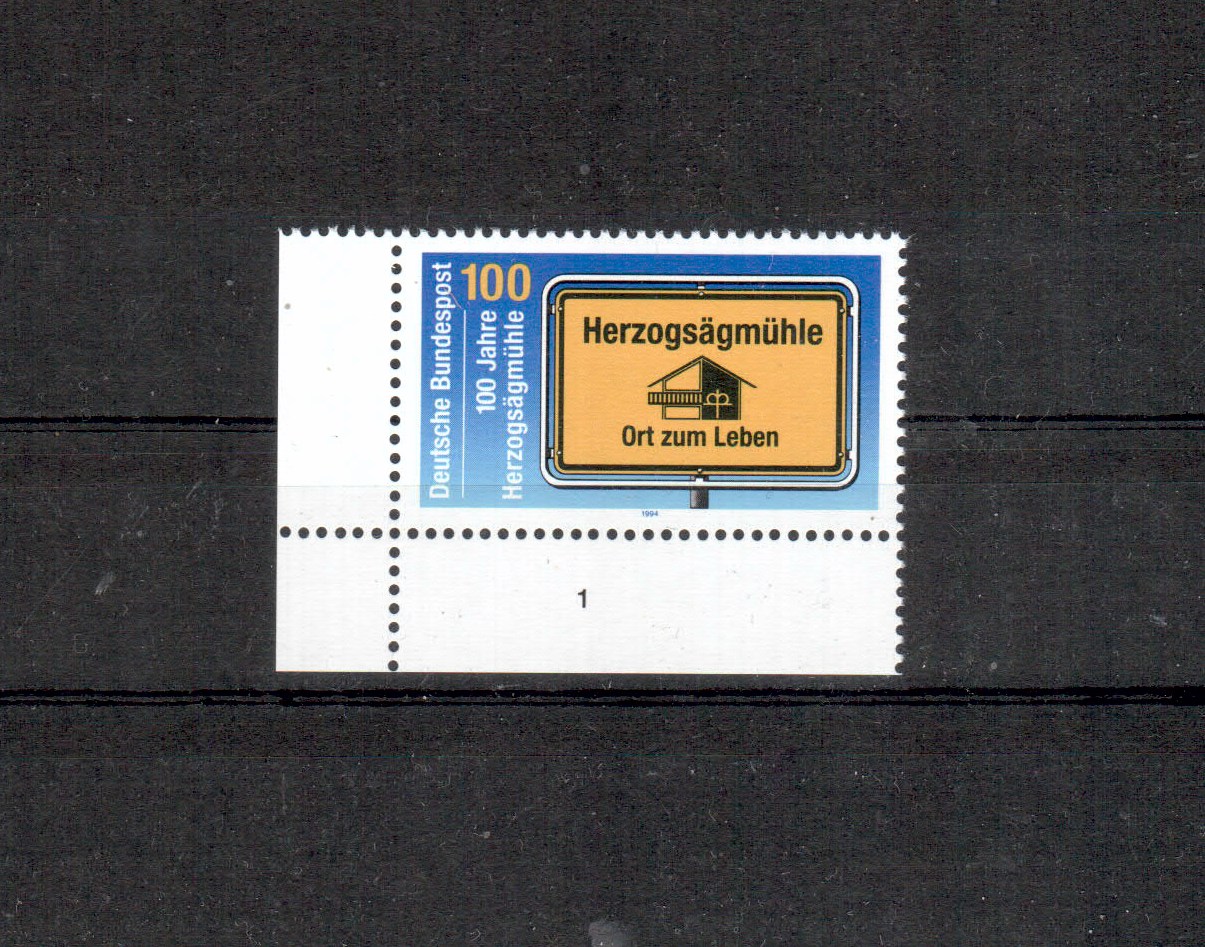 Deutsche Bundespost
100
100 Jahre
Herzogsägmühle
Herzogsägmühle
Ort zum Leben
1994
1